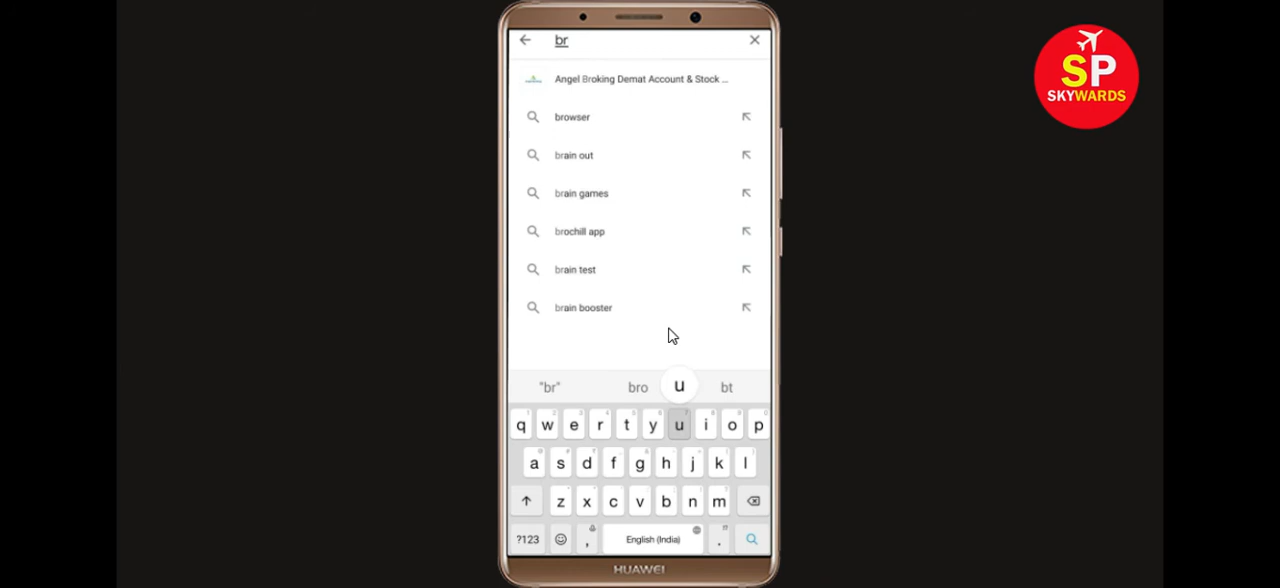 br
Angel Broking Demat Account & Stock ...
browser
brain out
brain games
brochill app
brain test
brain booster
"br" bro u bt
q w e r t y u i o p
a s d f g h j k l
z x c v b n m
?123 , English (India) .
HUAWEI
SP
SKYWARDS